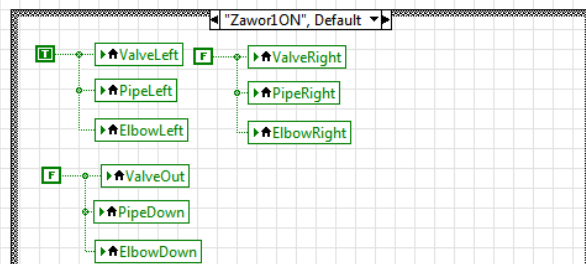 "Zawor1ON", Default
T ValveLeft F ValveRight
PipeLeft PipeRight
ElbowLeft ElbowRight
F ValveOut
PipeDown
ElbowDown